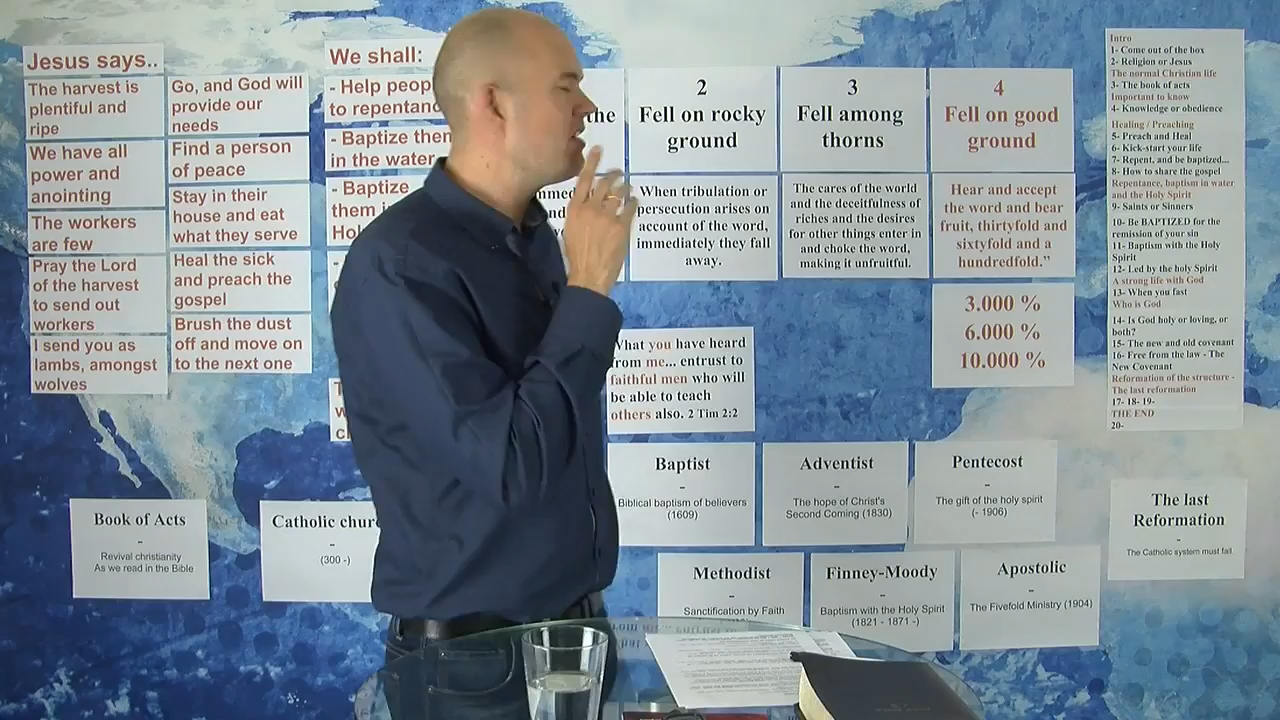 Jesus says..
The harvest is
plentiful and
ripe
We have all
power and
anointing
The workers
are few
Pray the Lord
of the harvest
to send out
workers
I send you as
lambs, amongst
wolves
Go, and God will
provide our
needs
Find a person
of peace
Stay in their
house and eat
what they serve
Heal the sick
and preach the
gospel
Brush the dust
off and move on
to the next one
We shall:
- Help peop
to repentanc
- Baptize them
in the water
- Baptize
them i
Hol
the
2
Fell on rocky
ground
When tribulation or
persecution arises on
account of the word,
immediately they fall
away.
3
Fell among
thorns
The cares of the world
and the deceitfulness of
riches and the desires
for other things enter in
and choke the word,
making it unfruitful.
4
Fell on good
ground
Hear and accept
the word and bear
fruit, thirtyfold and
sixtyfold and a
hundredfold.”
3.000 %
6.000 %
10.000 %
What you have heard
from me... entrust to
faithful men who will
be able to teach
others also. 2 Tim 2:2
Intro
1- Come out of the box
2- Religion or Jesus
The normal Christian life
3- The book of acts
Important to know
4- Knowledge or obedience
Healing / Preaching
5- Preach and Heal
6- Kick-start your life
7- Repent, and be baptized...
8- How to share the gospel
Repentance, baptism in water
and the Holy Spirit
9- Saints or Sinners
10- Be BAPTIZED for the
remission of your sin
11- Baptism with the Holy
Spirit
12- Led by the holy Spirit
A strong life with God
13- When you fast
Who is God
14- Is God holy or loving, or
both?
15- The new and old covenant
16- Free from the law - The
New Covenant
Reformation of the structure -
The last reformation
17- 18- 19-
THE END
20-
Book of Acts
-
Revival christianity
As we read in the Bible
Catholic churc
-
(300 -)
Baptist
-
Biblical baptism of believers
(1609)
Adventist
-
The hope of Christ's
Second Coming (1830)
Pentecost
-
The gift of the holy spirit
(- 1906)
Methodist
-
Sanctification by Faith
Finney-Moody
-
Baptism with the Holy Spirit
(1821 - 1871 -)
Apostolic
-
The Fivefold Ministry (1904)
The last
Reformation
-
The Catholic system must fall